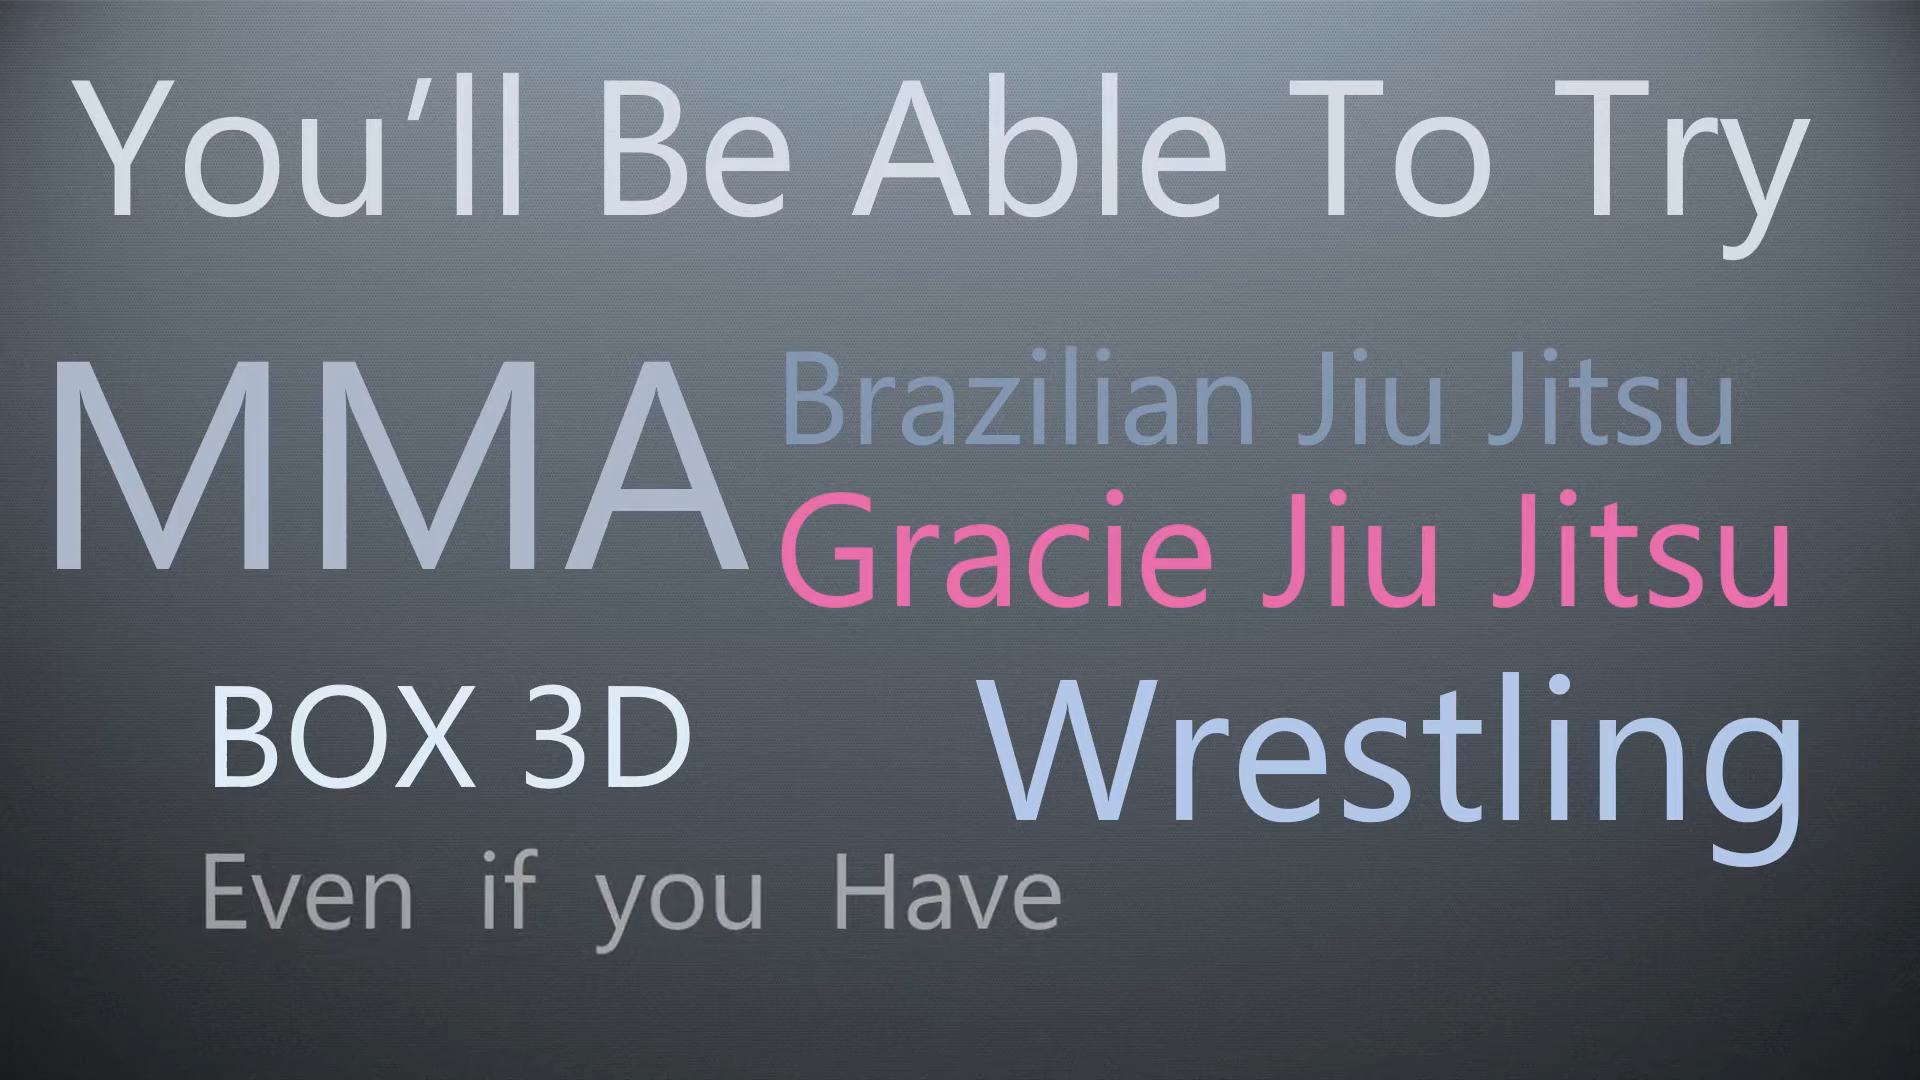 You’ll Be Able To Try
MMA
Brazilian Jiu Jitsu
Gracie Jiu Jitsu
BOX 3D
Wrestling
Even if you Have